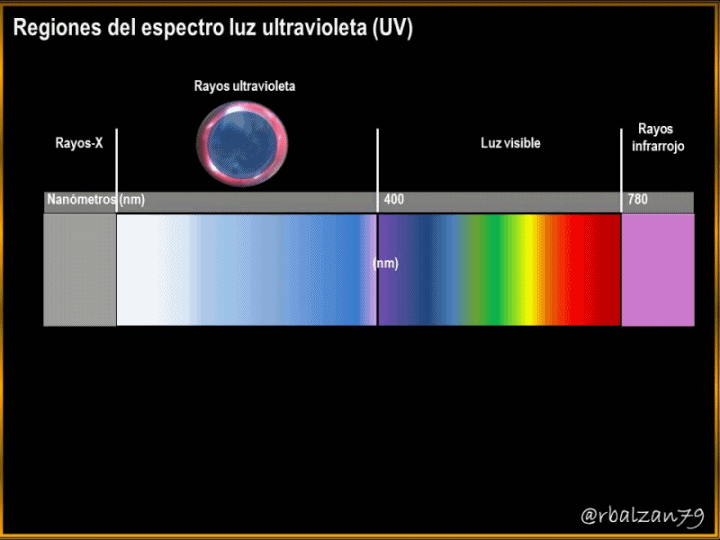 Regiones del espectro luz ultravioleta (UV)
Rayos ultravioleta
Rayos-X
Luz visible
Rayos
infrarrojo
Nanómetros (nm)
400
780
(nm)
@rbalzan79